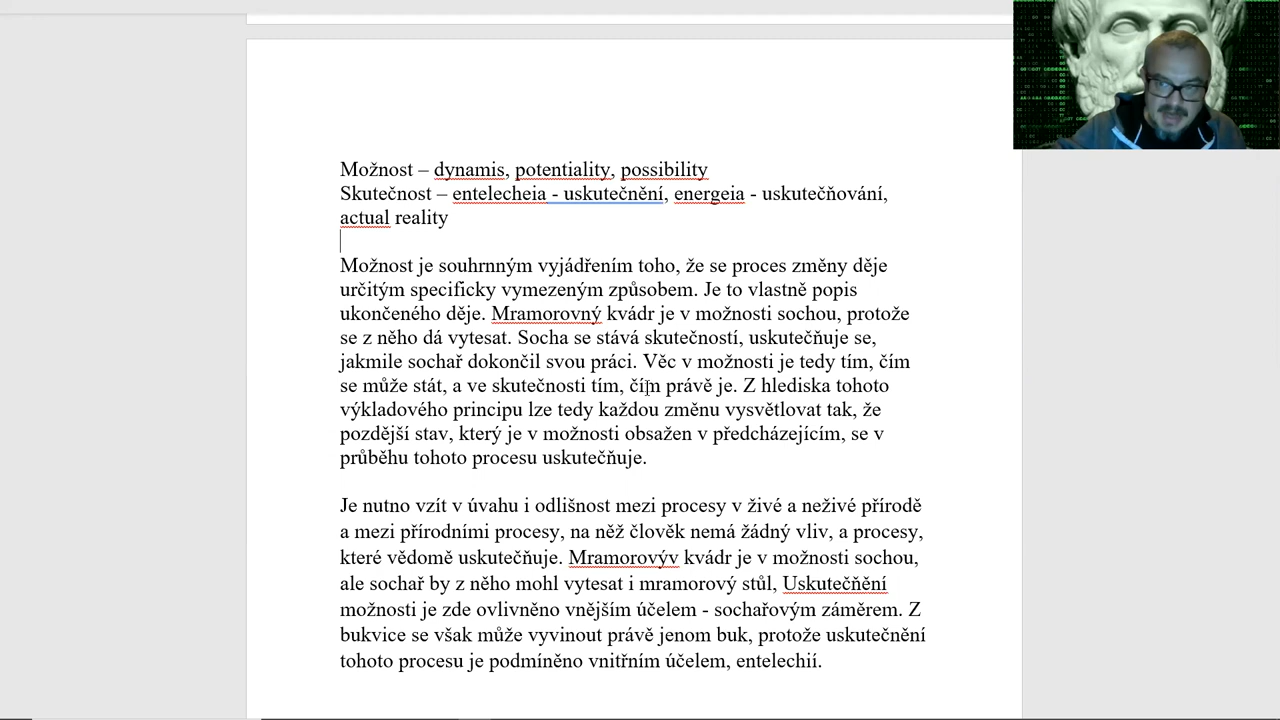 Možnost – dynamis, potentiality, possibility
Skutečnost – entelecheia - uskutečnění, energeia - uskutečňování,
actual reality
Možnost je souhrnným vyjádřením toho, že se proces změny děje
určitým specificky vymezeným způsobem. Je to vlastně popis
ukončeného děje. Mramorovný kvádr je v možnosti sochou, protože
se z něho dá vytesat. Socha se stává skutečností, uskutečňuje se,
jakmile sochař dokončil svou práci. Věc v možnosti je tedy tím, čím
se může stát, a ve skutečnosti tím, čím právě je. Z hlediska tohoto
výkladového principu lze tedy každou změnu vysvětlovat tak, že
pozdější stav, který je v možnosti obsažen v předcházejícím, se v
průběhu tohoto procesu uskutečňuje.
Je nutno vzít v úvahu i odlišnost mezi procesy v živé a neživé přírodě
a mezi přírodními procesy, na něž člověk nemá žádný vliv, a procesy,
které vědomě uskutečňuje. Mramorovýv kvádr je v možnosti sochou,
ale sochař by z něho mohl vytesat i mramorový stůl, Uskutečňění
možnosti je zde ovlivněno vnějším účelem - sochařovým záměrem. Z
bukvice se však může vyvinout právě jenom buk, protože uskutečnění
tohoto procesu je podmíněno vnitřním účelem, entelechií.